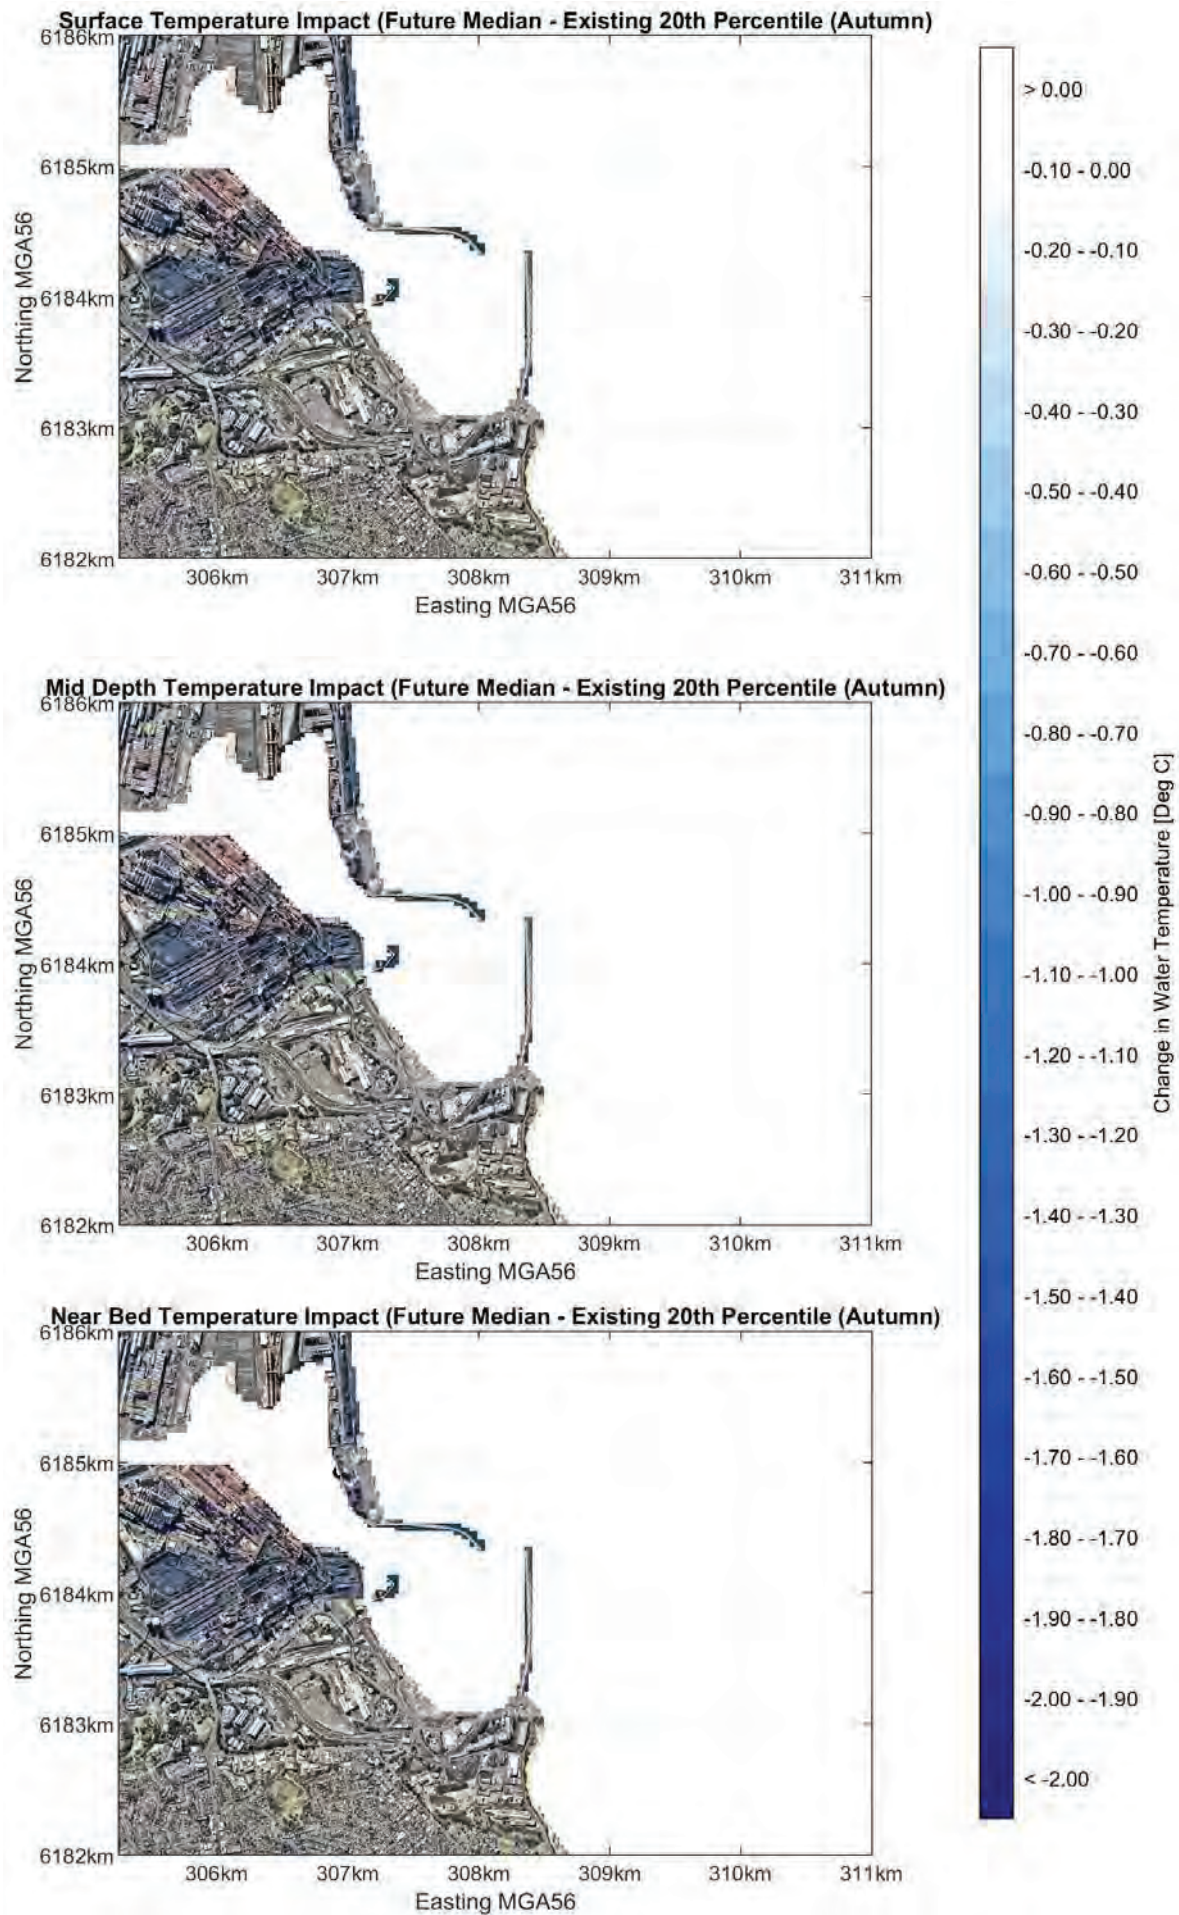 Surface Temperature Impact (Future Median - Existing 20th Percentile (Autumn)
6186km
6185km
6184km
6183km
6182km
Northing MGA56
306km 307km 308km 309km 310km 311km
Easting MGA56
Mid Depth Temperature Impact (Future Median - Existing 20th Percentile (Autumn)
6186km
6185km
6184km
6183km
6182km
Northing MGA56
306km 307km 308km 309km 310km 311km
Easting MGA56
Near Bed Temperature Impact (Future Median - Existing 20th Percentile (Autumn)
6186km
6185km
6184km
6183km
6182km
Northing MGA56
306km 307km 308km 309km 310km 311km
Easting MGA56
> 0.00
-0.10 - 0.00
-0.20 - -0.10
-0.30 - -0.20
-0.40 - -0.30
-0.50 - -0.40
-0.60 - -0.50
-0.70 - -0.60
-0.80 - -0.70
-0.90 - -0.80
-1.00 - -0.90
-1.10 - -1.00
-1.20 - -1.10
-1.30 - -1.20
-1.40 - -1.30
-1.50 - -1.40
-1.60 - -1.50
-1.70 - -1.60
-1.80 - -1.70
-1.90 - -1.80
-2.00 - -1.90
< -2.00
Change in Water Temperature [Deg C]